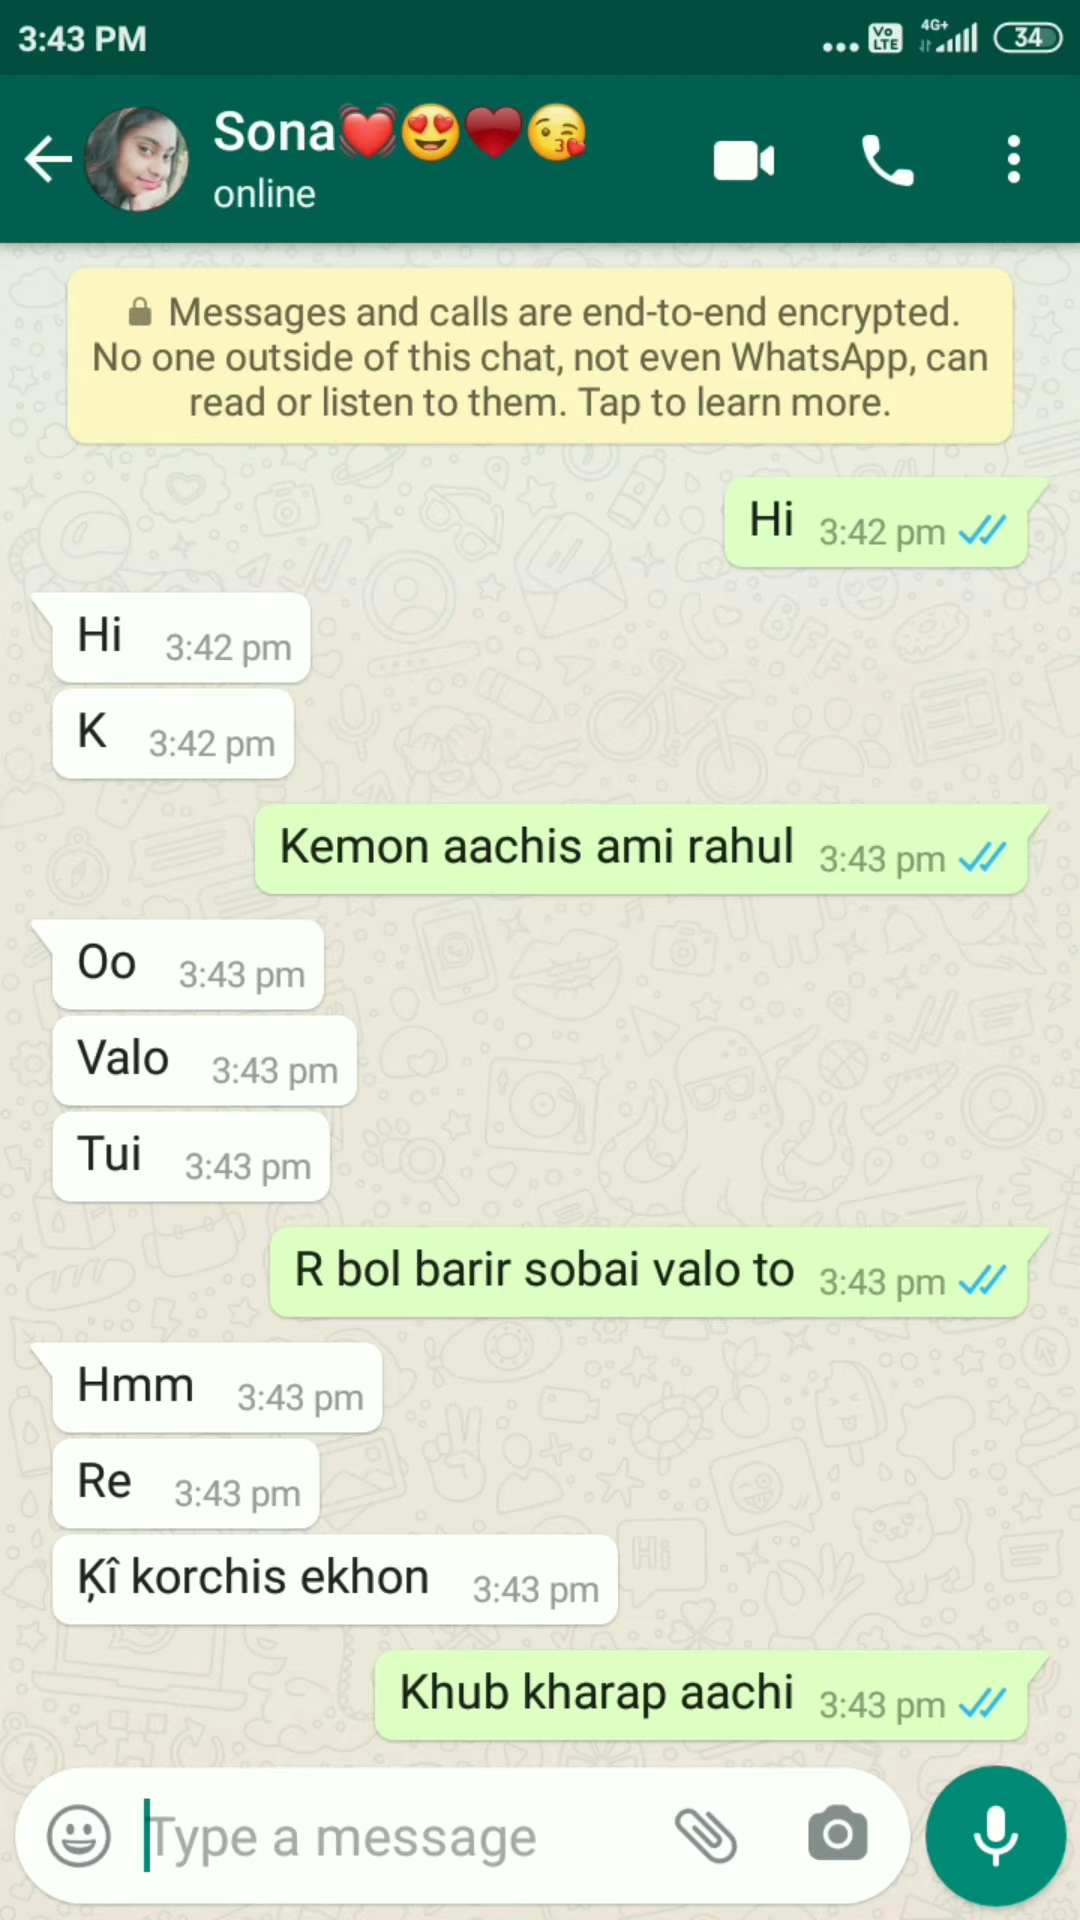 3:43 PM
Vo LTE 4G+ 34
Sona💓😍♥️😘
online
🔒 Messages and calls are end-to-end encrypted.
No one outside of this chat, not even WhatsApp, can
read or listen to them. Tap to learn more.
Hi 3:42 pm
Hi 3:42 pm
K 3:42 pm
Kemon aachis ami rahul 3:43 pm
Oo 3:43 pm
Valo 3:43 pm
Tui 3:43 pm
R bol barir sobai valo to 3:43 pm
Hmm 3:43 pm
Re 3:43 pm
Ķî korchis ekhon 3:43 pm
Khub kharap aachi 3:43 pm
Type a message